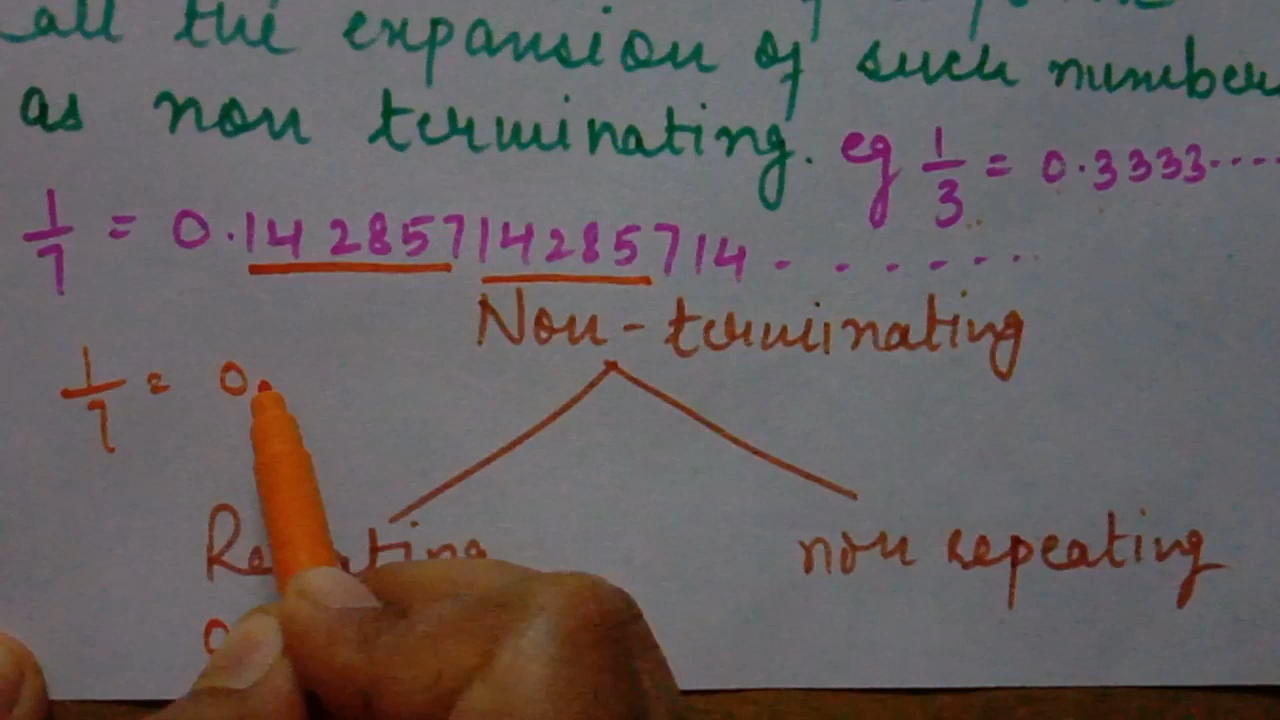 all the expansion of such number
as non terminating. eg 1/3 = 0.3333....
1/7 = 0.14285714285714.......
Non-terminating
1/7 = 0.
Repeating non repeating